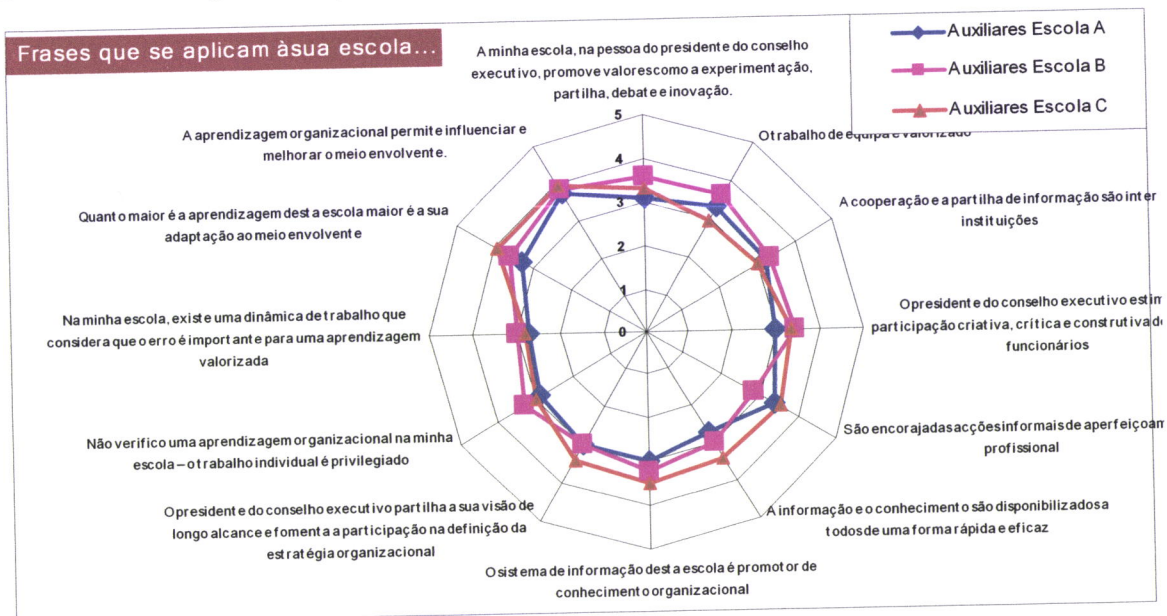 Frases que se aplicam àsua escola...
Auxiliares Escola A
Auxiliares Escola B
Auxiliares Escola C
A minha escola, na pessoa do presidente do conselho
executivo, promove valorescomo a experimentação,
partilha, debate e inovação.
O trabalho de equipa é valorizado
A cooperação e a partilha de informação são inter
instituições
O presidente do conselho executivo estim
participação criativa, crítica e construtiva d
funcionários
São encorajadas acções informais de aperfeiçoam
profissional
A informação e o conhecimento são disponibilizados a
todos de uma forma rápida e eficaz
O sistema de informação desta escola é promotor de
conhecimento organizacional
O presidente do conselho executivo partilha a sua visão de
longo alcance e fomenta a participação na definição da
estratégia organizacional
Não verifico uma aprendizagem organizacional na minha
escola – o trabalho individual é privilegiado
Na minha escola, existe uma dinâmica de trabalho que
considera que o erro é importante para uma aprendizagem
valorizada
Quanto maior é a aprendizagem desta escola maior é a sua
adaptação ao meio envolvente
A aprendizagem organizacional permite influenciar e
melhorar o meio envolvente.
5
4
3
2
1
0